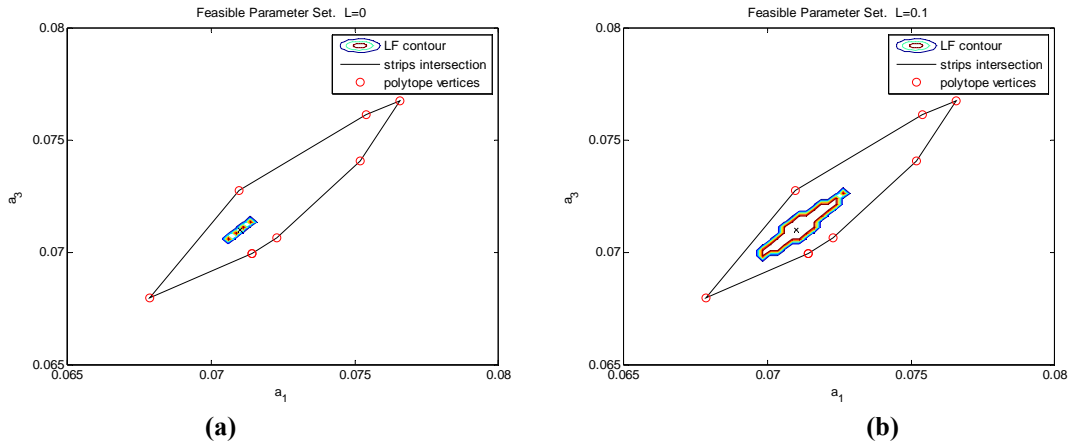 Feasible Parameter Set. L=0
0.08
0.075
0.07
0.065
a3
LF contour
strips intersection
polytope vertices
0.065 0.07 0.075 0.08
a1
(a)
Feasible Parameter Set. L=0.1
0.08
0.075
0.07
0.065
a3
LF contour
strips intersection
polytope vertices
0.065 0.07 0.075 0.08
a1
(b)